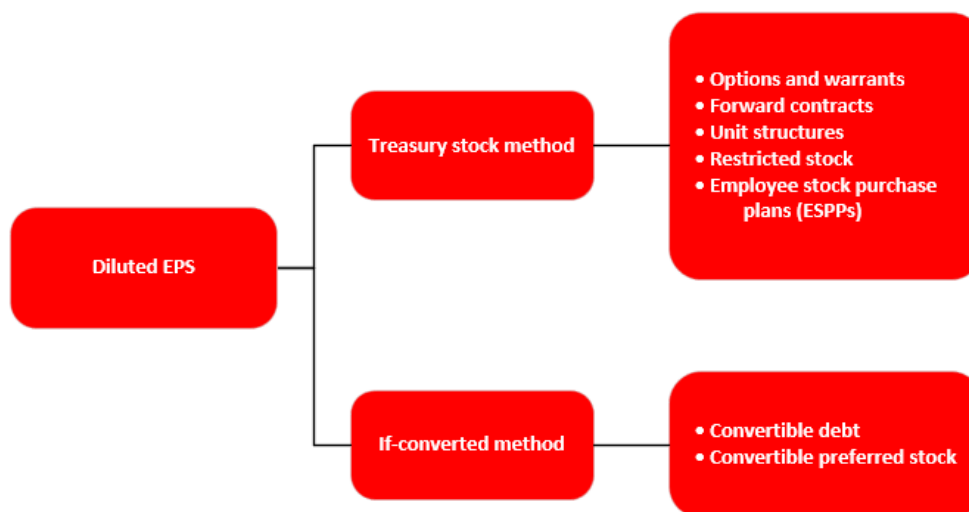 Diluted EPS
Treasury stock method
• Options and warrants
• Forward contracts
• Unit structures
• Restricted stock
• Employee stock purchase
plans (ESPPs)
If-converted method
• Convertible debt
• Convertible preferred stock